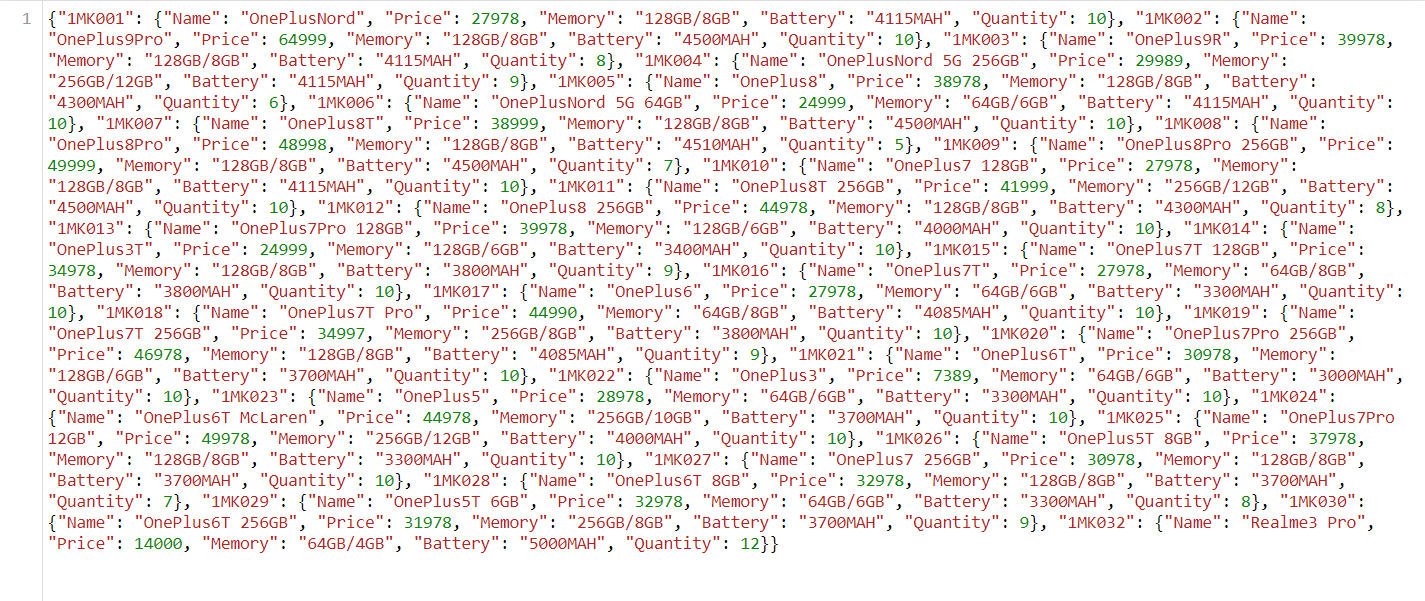 1 {"1MK001": {"Name": "OnePlusNord", "Price": 27978, "Memory": "128GB/8GB", "Battery": "4115MAH", "Quantity": 10}, "1MK002": {"Name":
"OnePlus9Pro", "Price": 64999, "Memory": "128GB/8GB", "Battery": "4500MAH", "Quantity": 10}, "1MK003": {"Name": "OnePlus9R", "Price": 39978,
"Memory": "128GB/8GB", "Battery": "4115MAH", "Quantity": 8}, "1MK004": {"Name": "OnePlusNord 5G 256GB", "Price": 29989, "Memory":
"256GB/12GB", "Battery": "4115MAH", "Quantity": 9}, "1MK005": {"Name": "OnePlus8", "Price": 38978, "Memory": "128GB/8GB", "Battery":
"4300MAH", "Quantity": 6}, "1MK006": {"Name": "OnePlusNord 5G 64GB", "Price": 24999, "Memory": "64GB/6GB", "Battery": "4115MAH", "Quantity":
10}, "1MK007": {"Name": "OnePlus8T", "Price": 38999, "Memory": "128GB/8GB", "Battery": "4500MAH", "Quantity": 10}, "1MK008": {"Name":
"OnePlus8Pro", "Price": 48998, "Memory": "128GB/8GB", "Battery": "4510MAH", "Quantity": 5}, "1MK009": {"Name": "OnePlus8Pro 256GB", "Price":
49999, "Memory": "128GB/8GB", "Battery": "4500MAH", "Quantity": 7}, "1MK010": {"Name": "OnePlus7 128GB", "Price": 27978, "Memory":
"128GB/8GB", "Battery": "4115MAH", "Quantity": 10}, "1MK011": {"Name": "OnePlus8T 256GB", "Price": 41999, "Memory": "256GB/12GB", "Battery":
"4500MAH", "Quantity": 10}, "1MK012": {"Name": "OnePlus8 256GB", "Price": 44978, "Memory": "128GB/8GB", "Battery": "4300MAH", "Quantity": 8},
"1MK013": {"Name": "OnePlus7Pro 128GB", "Price": 39978, "Memory": "128GB/6GB", "Battery": "4000MAH", "Quantity": 10}, "1MK014": {"Name":
"OnePlus3T", "Price": 24999, "Memory": "128GB/6GB", "Battery": "3400MAH", "Quantity": 10}, "1MK015": {"Name": "OnePlus7T 128GB", "Price":
34978, "Memory": "128GB/8GB", "Battery": "3800MAH", "Quantity": 9}, "1MK016": {"Name": "OnePlus7T", "Price": 27978, "Memory": "64GB/8GB",
"Battery": "3800MAH", "Quantity": 10}, "1MK017": {"Name": "OnePlus6", "Price": 27978, "Memory": "64GB/6GB", "Battery": "3300MAH", "Quantity":
10}, "1MK018": {"Name": "OnePlus7T Pro", "Price": 44990, "Memory": "64GB/8GB", "Battery": "4085MAH", "Quantity": 10}, "1MK019": {"Name":
"OnePlus7T 256GB", "Price": 34997, "Memory": "256GB/8GB", "Battery": "3800MAH", "Quantity": 10}, "1MK020": {"Name": "OnePlus7Pro 256GB",
"Price": 46978, "Memory": "128GB/8GB", "Battery": "4085MAH", "Quantity": 9}, "1MK021": {"Name": "OnePlus6T", "Price": 30978, "Memory":
"128GB/6GB", "Battery": "3700MAH", "Quantity": 10}, "1MK022": {"Name": "OnePlus3", "Price": 7389, "Memory": "64GB/6GB", "Battery": "3000MAH",
"Quantity": 10}, "1MK023": {"Name": "OnePlus5", "Price": 28978, "Memory": "64GB/6GB", "Battery": "3300MAH", "Quantity": 10}, "1MK024":
{"Name": "OnePlus6T McLaren", "Price": 44978, "Memory": "256GB/10GB", "Battery": "3700MAH", "Quantity": 10}, "1MK025": {"Name": "OnePlus7Pro
12GB", "Price": 49978, "Memory": "256GB/12GB", "Battery": "4000MAH", "Quantity": 10}, "1MK026": {"Name": "OnePlus5T 8GB", "Price": 37978,
"Memory": "128GB/8GB", "Battery": "3300MAH", "Quantity": 10}, "1MK027": {"Name": "OnePlus7 256GB", "Price": 30978, "Memory": "128GB/8GB",
"Battery": "3700MAH", "Quantity": 10}, "1MK028": {"Name": "OnePlus6T 8GB", "Price": 32978, "Memory": "128GB/8GB", "Battery": "3700MAH",
"Quantity": 7}, "1MK029": {"Name": "OnePlus5T 6GB", "Price": 32978, "Memory": "64GB/6GB", "Battery": "3300MAH", "Quantity": 8}, "1MK030":
{"Name": "OnePlus6T 256GB", "Price": 31978, "Memory": "256GB/8GB", "Battery": "3700MAH", "Quantity": 9}, "1MK032": {"Name": "Realme3 Pro",
"Price": 14000, "Memory": "64GB/4GB", "Battery": "5000MAH", "Quantity": 12}}